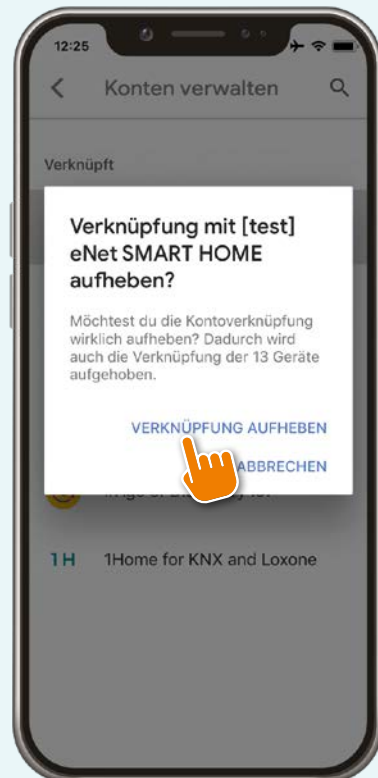 12:25
Konten verwalten
Verknüpft
Verknüpfung mit [test]
eNet SMART HOME
aufheben?
Möchtest du die Kontoverknüpfung
wirklich aufheben? Dadurch wird
auch die Verknüpfung der 13 Geräte
aufgehoben.
VERKNÜPFUNG AUFHEBEN
ABBRECHEN
1H 1Home for KNX and Loxone